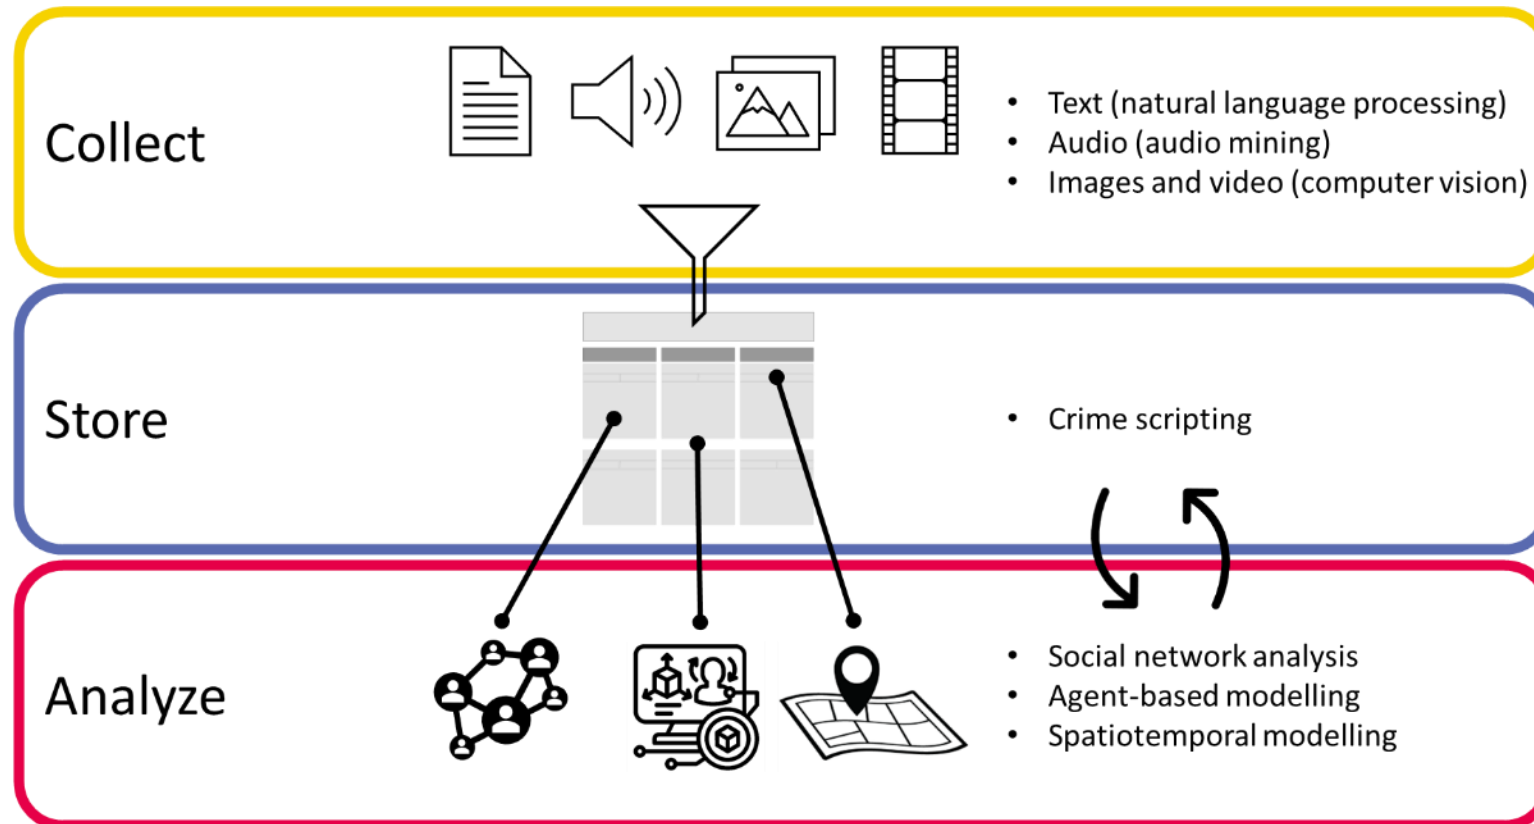 Collect
• Text (natural language processing)
• Audio (audio mining)
• Images and video (computer vision)
Store
• Crime scripting
Analyze
• Social network analysis
• Agent-based modelling
• Spatiotemporal modelling